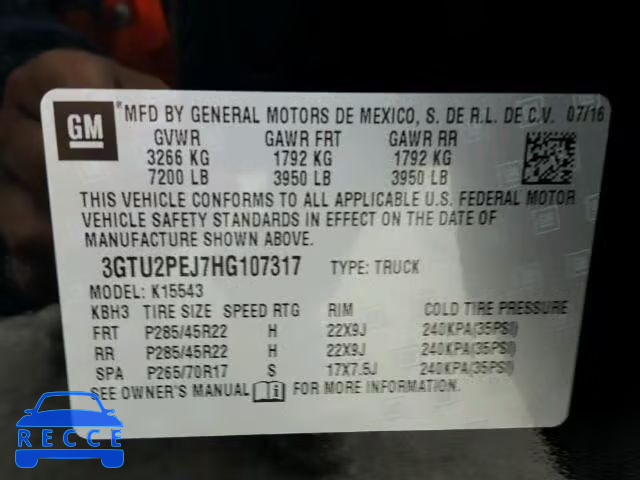 GM
® MFD BY GENERAL MOTORS DE MEXICO, S. DE R.L. DE C.V. 07/16
GVWR GAWR FRT GAWR RR
3266 KG 1792 KG 1792 KG
7200 LB 3950 LB 3950 LB
THIS VEHICLE CONFORMS TO ALL APPLICABLE U.S. FEDERAL MOTOR
VEHICLE SAFETY STANDARDS IN EFFECT ON THE DATE OF
MANUFACTURE SHOWN ABOVE.
3GTU2PEJ7HG107317 TYPE: TRUCK
MODEL: K15543
KBH3 TIRE SIZE SPEED RTG RIM COLD TIRE PRESSURE
FRT P285/45R22 H 22X9J 240KPA(35PSI)
RR P285/45R22 H 22X9J 240KPA(35PSI)
SPA P265/70R17 S 17X7.5J 240KPA(35PSI)
SEE OWNER'S MANUAL FOR MORE INFORMATION.
RECCE